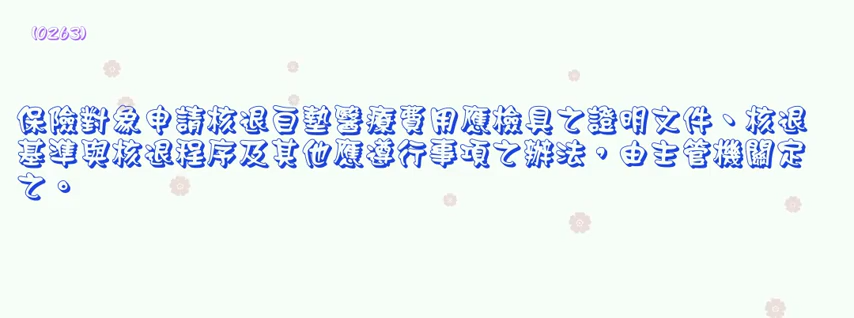 (0263)
保險對象申請核退自墊醫療費用應檢具之證明文件、核退
基準與核退程序及其他應遵行事項之辦法，由主管機關定
之。